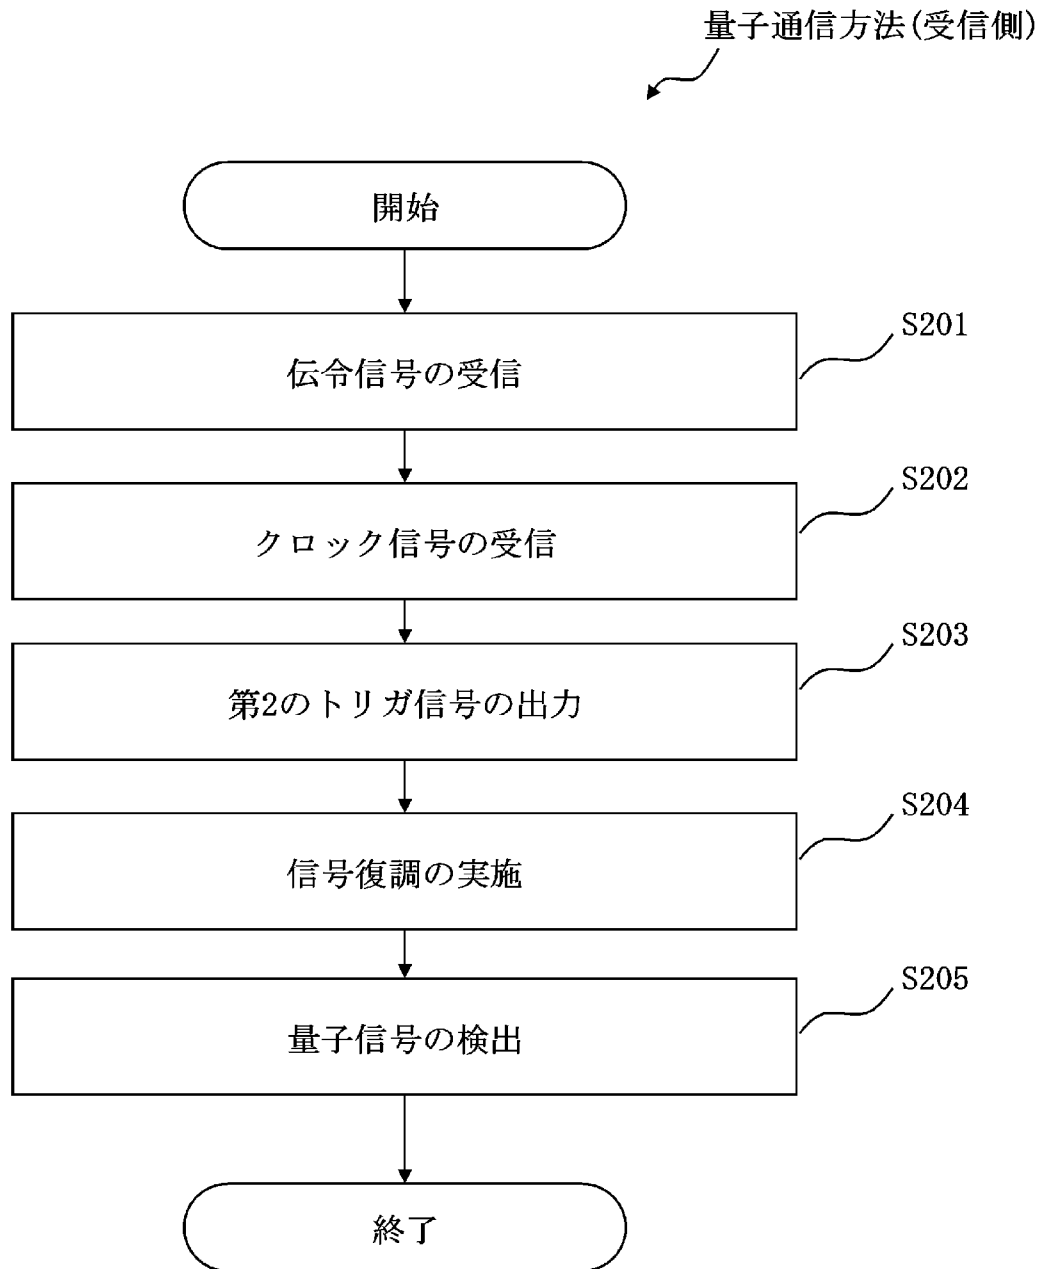 量子通信方法(受信側)
開始
伝令信号の受信
S201
クロック信号の受信
S202
第2のトリガ信号の出力
S203
信号復調の実施
S204
量子信号の検出
S205
終了